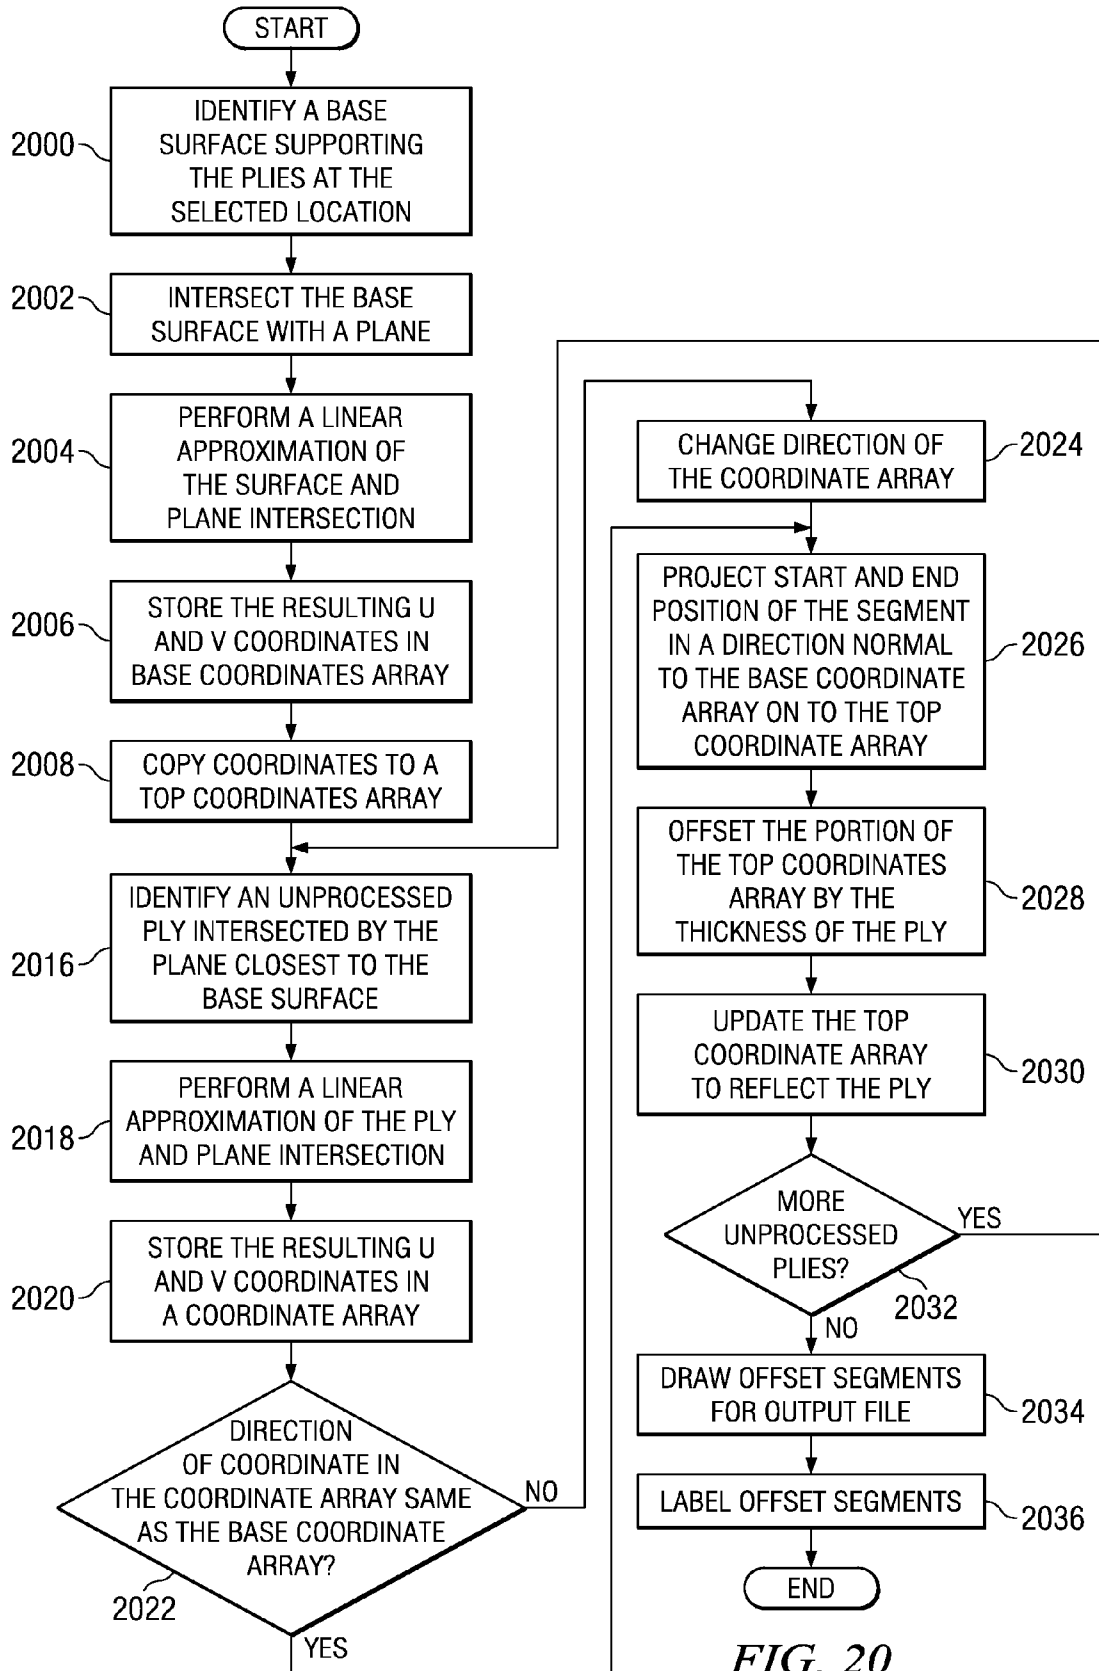 START
2000
IDENTIFY A BASE
SURFACE SUPPORTING
THE PLIES AT THE
SELECTED LOCATION
2002
INTERSECT THE BASE
SURFACE WITH A PLANE
2004
PERFORM A LINEAR
APPROXIMATION OF
THE SURFACE AND
PLANE INTERSECTION
2006
STORE THE RESULTING U
AND V COORDINATES IN
BASE COORDINATES ARRAY
2008
COPY COORDINATES TO A
TOP COORDINATES ARRAY
2016
IDENTIFY AN UNPROCESSED
PLY INTERSECTED BY THE
PLANE CLOSEST TO THE
BASE SURFACE
2018
PERFORM A LINEAR
APPROXIMATION OF THE PLY
AND PLANE INTERSECTION
2020
STORE THE RESULTING U
AND V COORDINATES IN
A COORDINATE ARRAY
DIRECTION
OF COORDINATE IN
THE COORDINATE ARRAY SAME
AS THE BASE COORDINATE
ARRAY?
2022
NO
YES
CHANGE DIRECTION OF
THE COORDINATE ARRAY
2024
PROJECT START AND END
POSITION OF THE SEGMENT
IN A DIRECTION NORMAL
TO THE BASE COORDINATE
ARRAY ON TO THE TOP
COORDINATE ARRAY
2026
OFFSET THE PORTION OF
THE TOP COORDINATES
ARRAY BY THE
THICKNESS OF THE PLY
2028
UPDATE THE TOP
COORDINATE ARRAY
TO REFLECT THE PLY
2030
MORE
UNPROCESSED
PLIES?
YES
2032
NO
DRAW OFFSET SEGMENTS
FOR OUTPUT FILE
2034
LABEL OFFSET SEGMENTS
2036
END
FIG. 20